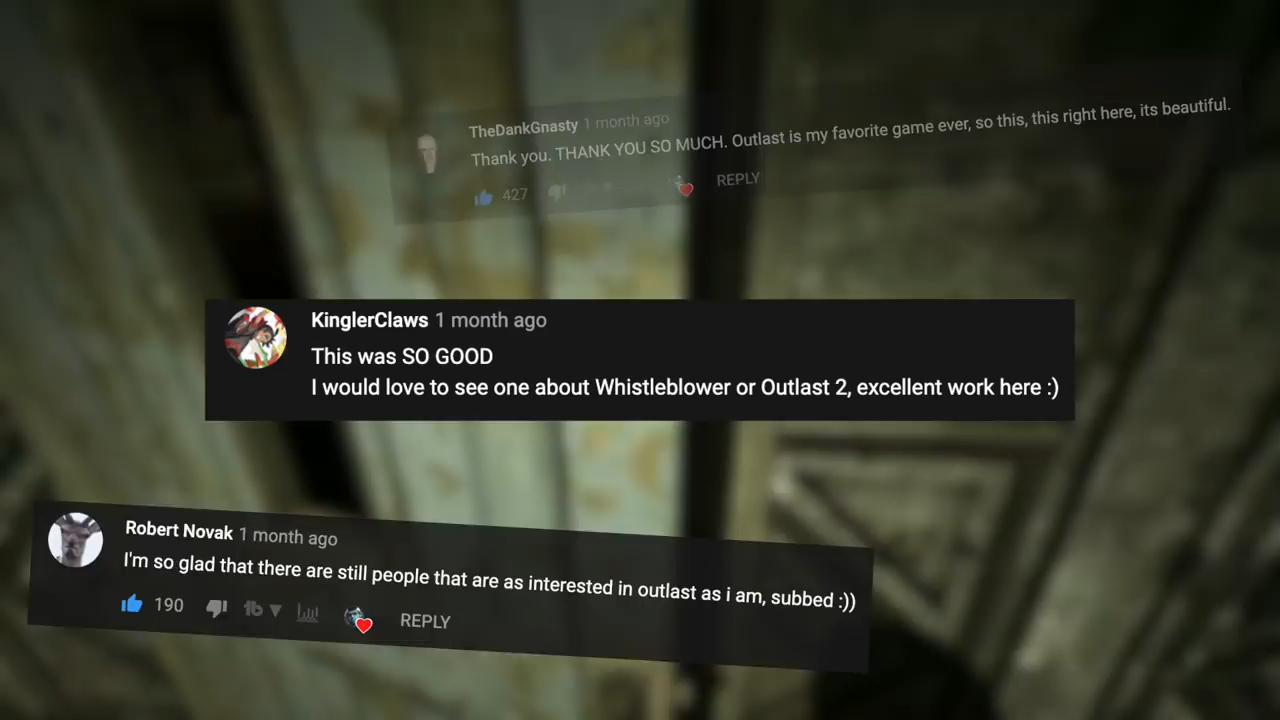 TheDankGnasty 1 month ago
Thank you. THANK YOU SO MUCH. Outlast is my favorite game ever, so this, this right here, its beautiful.
427 REPLY
KinglerClaws 1 month ago
This was SO GOOD
I would love to see one about Whistleblower or Outlast 2, excellent work here :)
Robert Novak 1 month ago
I'm so glad that there are still people that are as interested in outlast as i am, subbed :))
190 REPLY